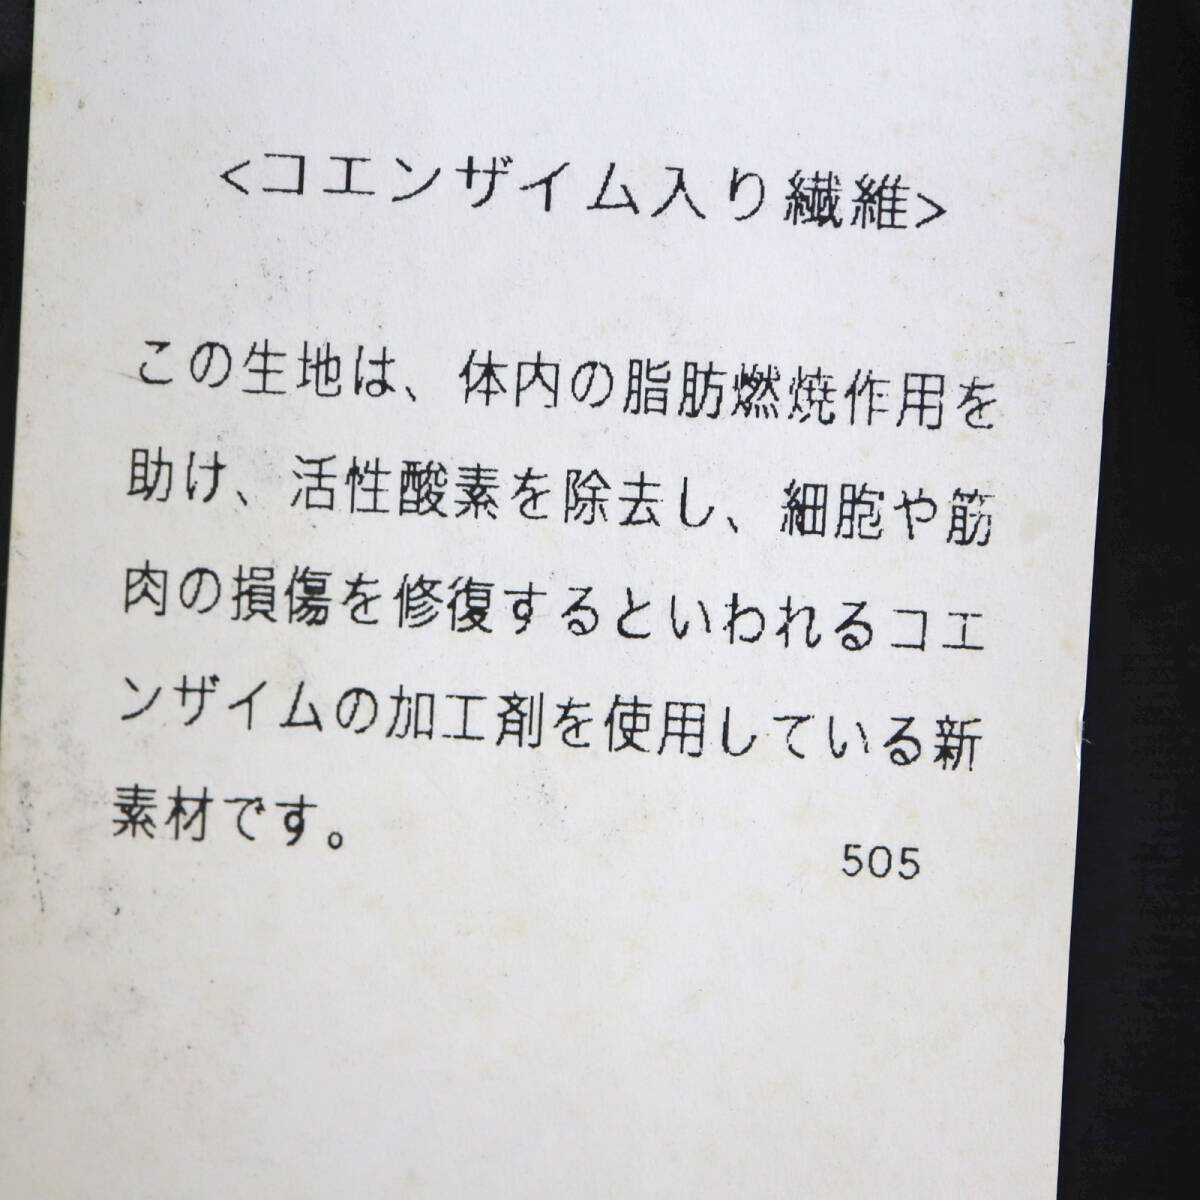 <コエンザイム入り繊維>
この生地は、体内の脂肪燃焼作用を
助け、活性酸素を除去し、細胞や筋
肉の損傷を修復するといわれるコエ
ンザイムの加工剤を使用している新
素材です。
505